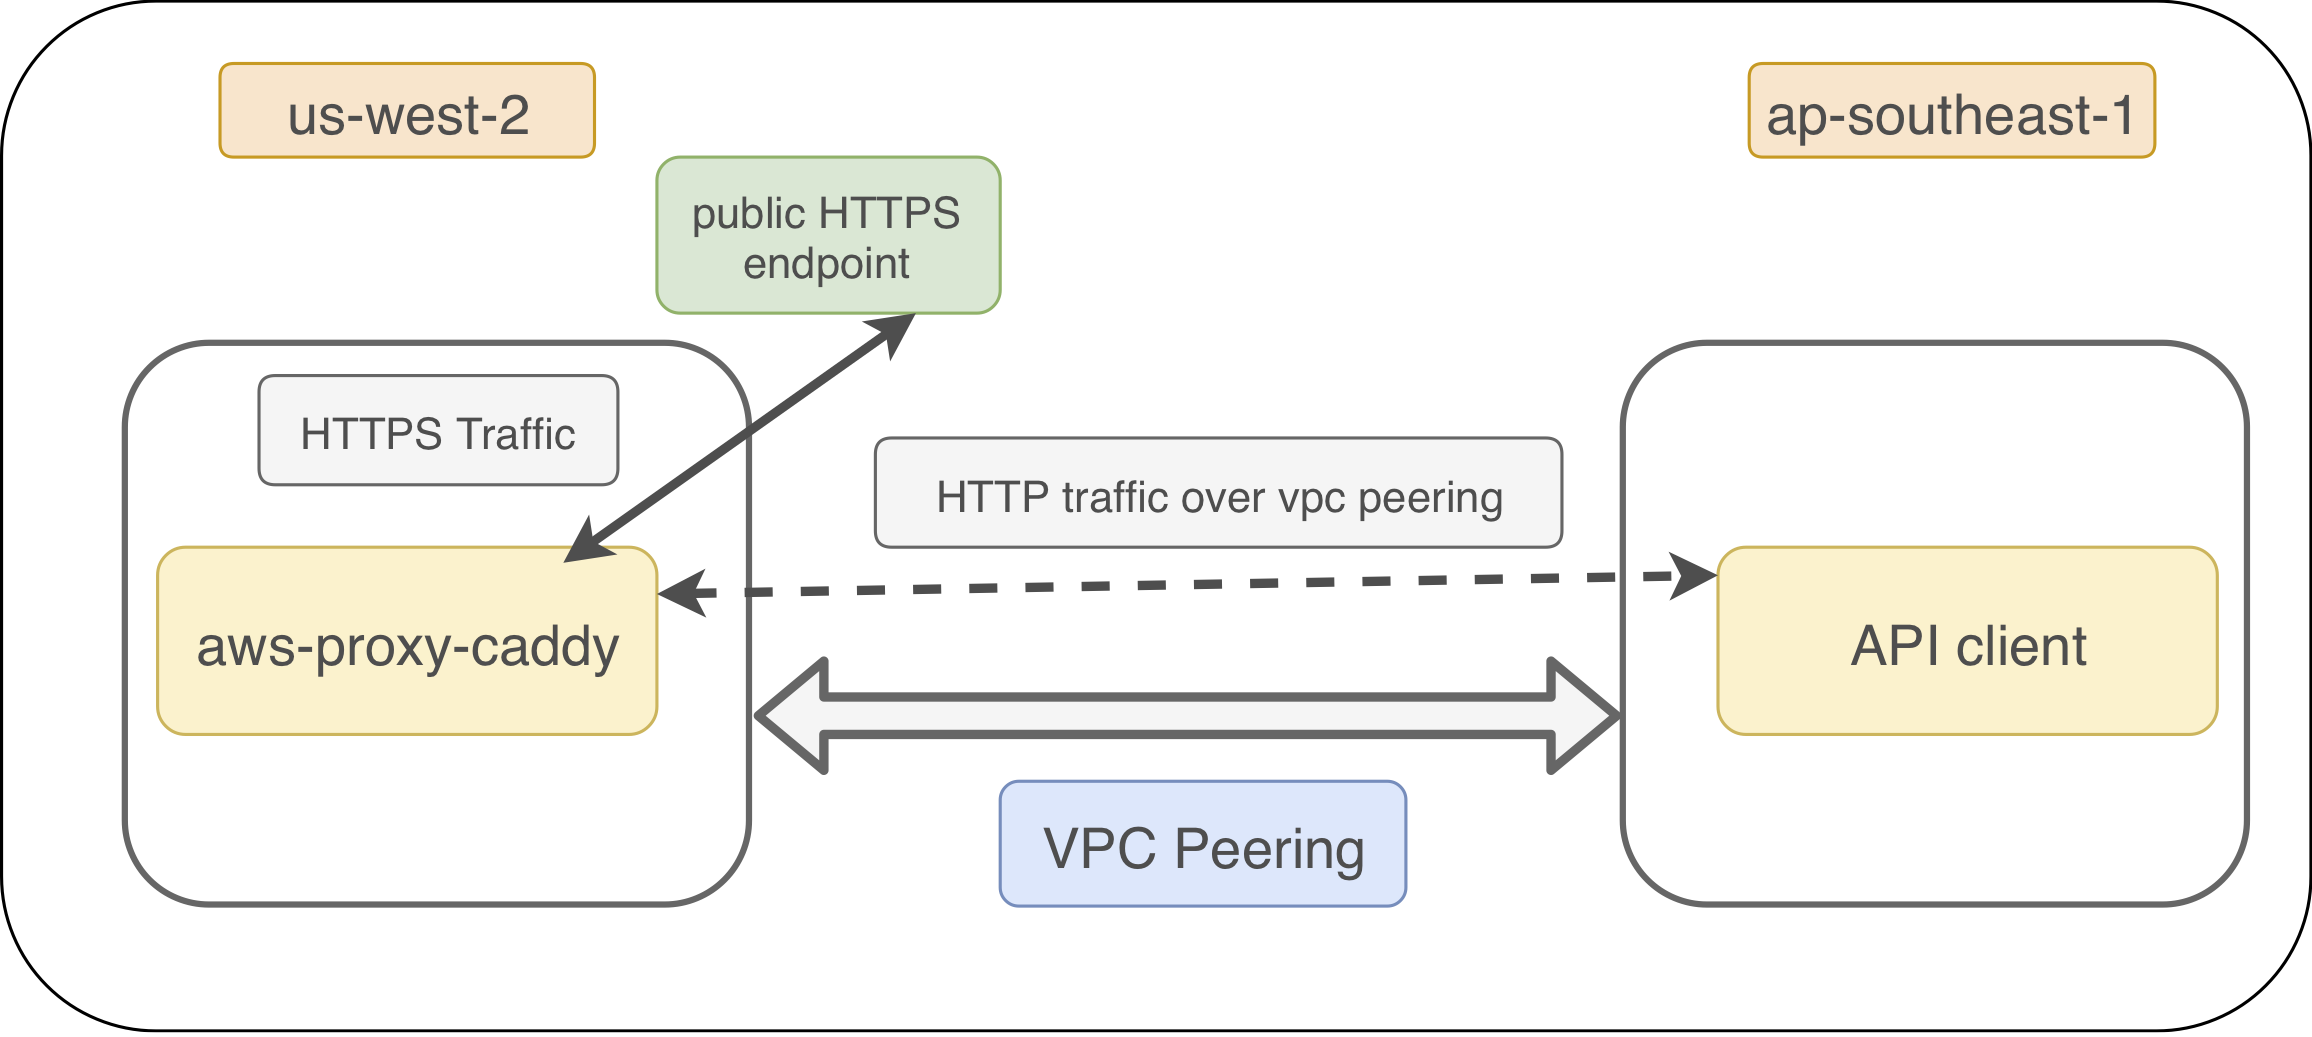 us-west-2
ap-southeast-1
public HTTPS
endpoint
HTTPS Traffic
HTTP traffic over vpc peering
aws-proxy-caddy
API client
VPC Peering